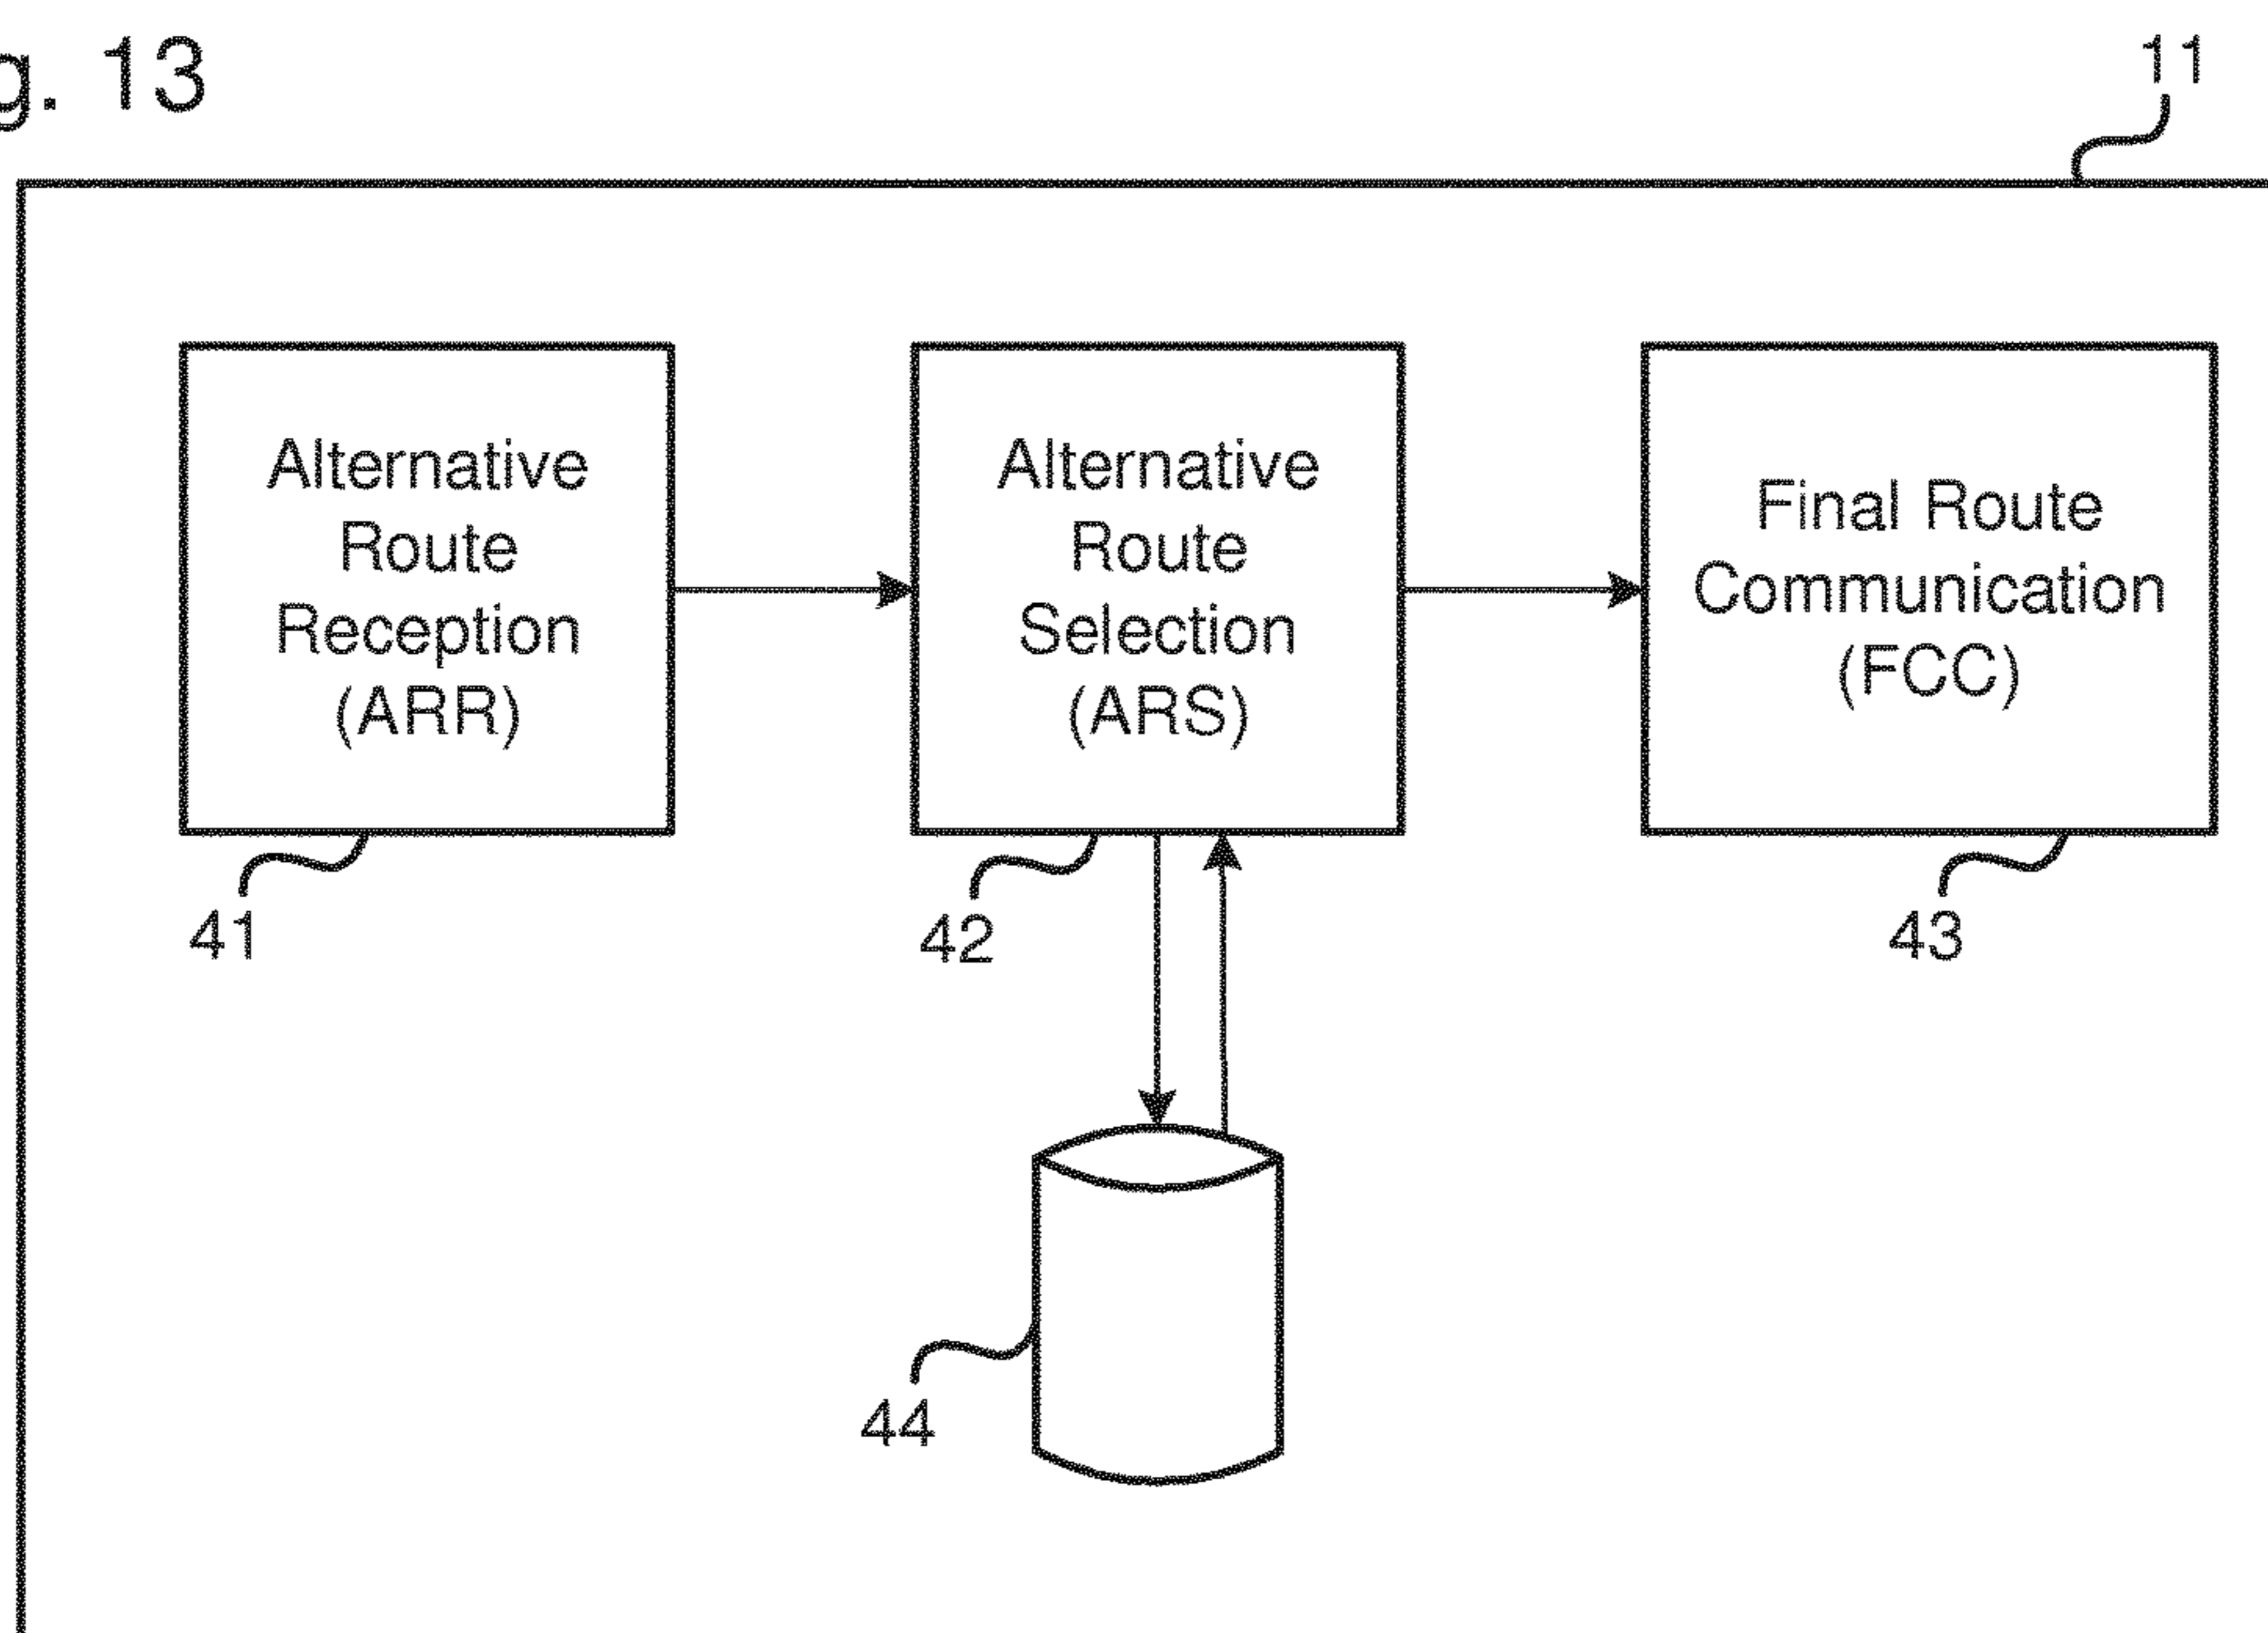 g. 13
11
Alternative
Route
Reception
(ARR)
Alternative
Route
Selection
(ARS)
Final Route
Communication
(FCC)
41
42
43
44